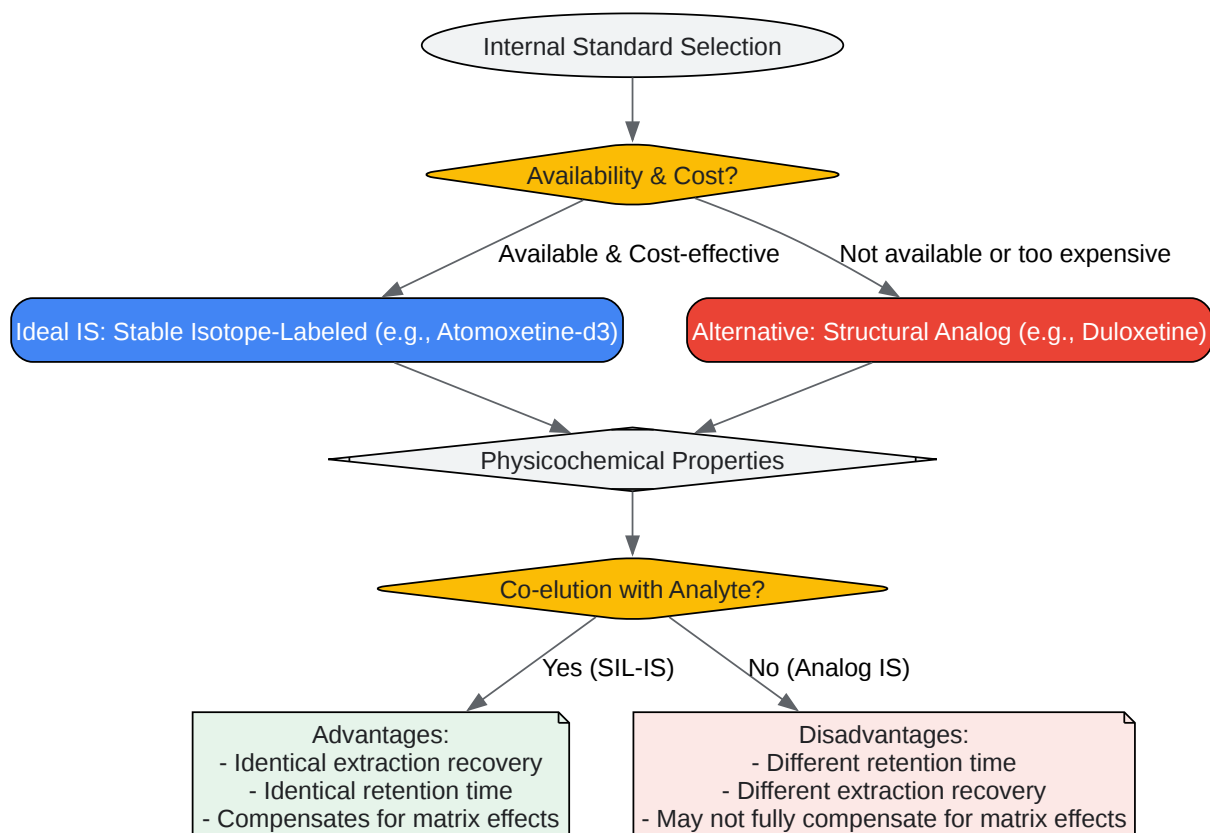 Internal Standard Selection
Availability & Cost?
Available & Cost-effective
Not available or too expensive
Ideal IS: Stable Isotope-Labeled (e.g., Atomoxetine-d3)
Alternative: Structural Analog (e.g., Duloxetine)
Physicochemical Properties
Co-elution with Analyte?
Yes (SIL-IS)
No (Analog IS)
Advantages:
- Identical extraction recovery
- Identical retention time
- Compensates for matrix effects
Disadvantages:
- Different retention time
- Different extraction recovery
- May not fully compensate for matrix effects